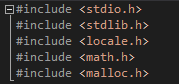 #include <stdio.h>
#include <stdlib.h>
#include <locale.h>
#include <math.h>
#include <malloc.h>